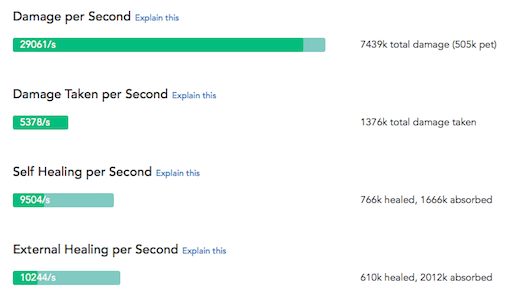 Damage per Second Explain this
29061/s 7439k total damage (505k pet)
Damage Taken per Second Explain this
5378/s 1376k total damage taken
Self Healing per Second Explain this
9504/s 766k healed, 1666k absorbed
External Healing per Second Explain this
10244/s 610k healed, 2012k absorbed